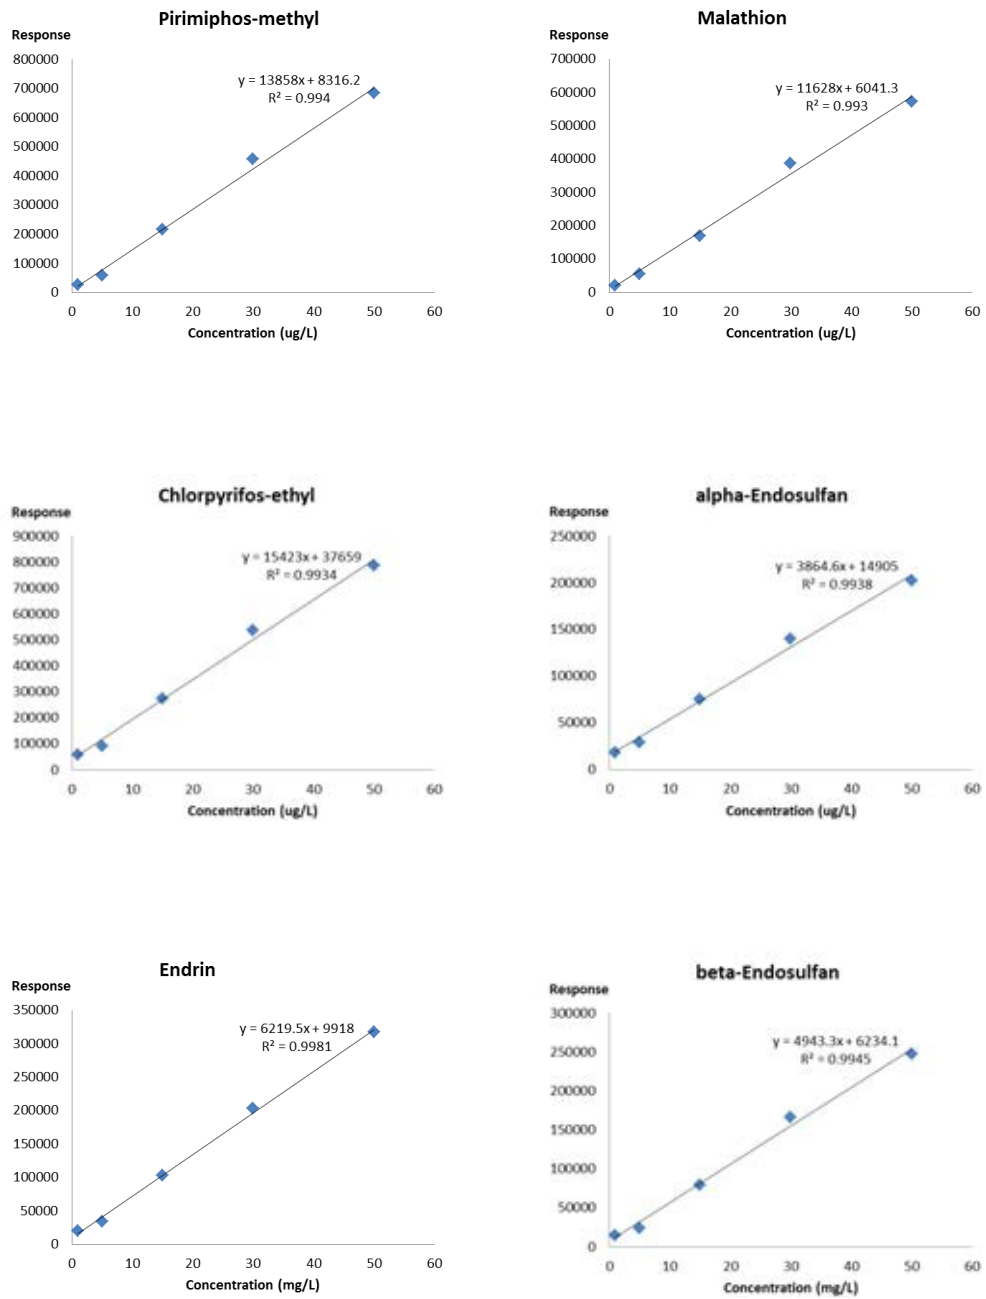 Pirimiphos-methyl
Response
800000
700000
600000
500000
400000
300000
200000
100000
0
y = 13858x + 8316.2
R² = 0.994
0 10 20 30 40 50 60
Concentration (ug/L)
Malathion
Response
700000
600000
500000
400000
300000
200000
100000
0
y = 11628x + 6041.3
R² = 0.993
0 10 20 30 40 50 60
Concentration (ug/L)
Chlorpyrifos-ethyl
Response
900000
800000
700000
600000
500000
400000
300000
200000
100000
0
y = 15423x + 37659
R² = 0.9934
0 10 20 30 40 50 60
Concentration (ug/L)
alpha-Endosulfan
Response
250000
200000
150000
100000
50000
0
y = 3864.6x + 14905
R² = 0.9938
0 10 20 30 40 50 60
Concentration (ug/L)
Endrin
Response
350000
300000
250000
200000
150000
100000
50000
0
y = 6219.5x + 9918
R² = 0.9981
0 10 20 30 40 50 60
Concentration (mg/L)
beta-Endosulfan
Response
300000
250000
200000
150000
100000
50000
0
y = 4943.3x + 6234.1
R² = 0.9945
0 10 20 30 40 50 60
Concentration (mg/L)